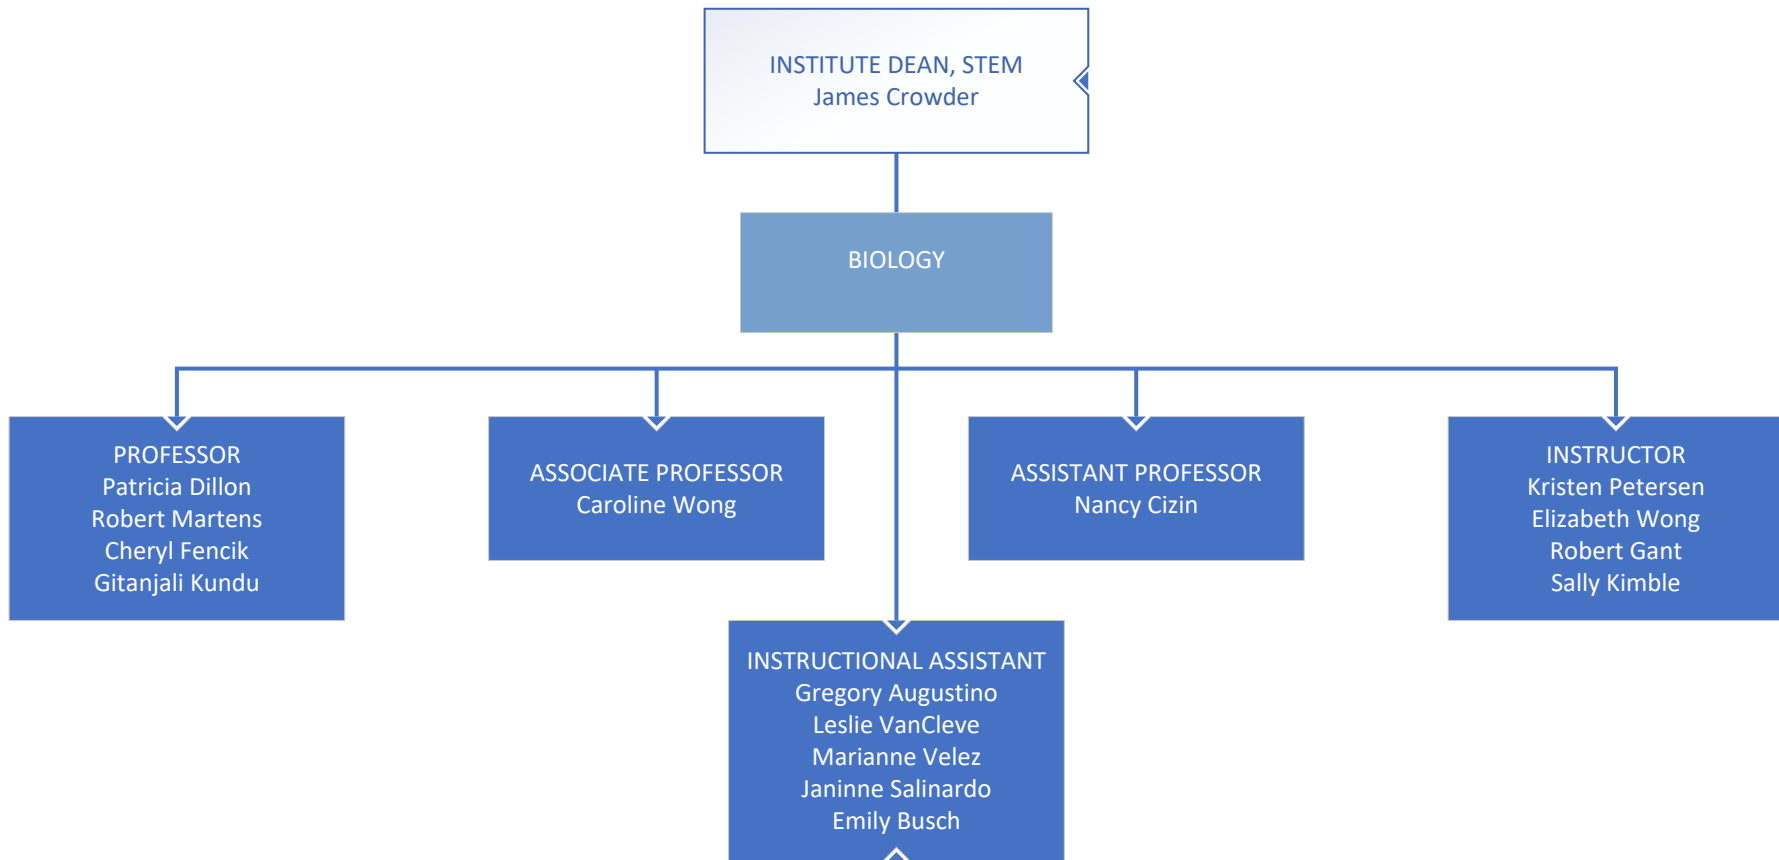 INSTITUTE DEAN, STEM
James Crowder
BIOLOGY
PROFESSOR
Patricia Dillon
Robert Martens
Cheryl Fencik
Gitanjali Kundu
ASSOCIATE PROFESSOR
Caroline Wong
ASSISTANT PROFESSOR
Nancy Cizin
INSTRUCTOR
Kristen Petersen
Elizabeth Wong
Robert Gant
Sally Kimble
INSTRUCTIONAL ASSISTANT
Gregory Augustino
Leslie VanCleve
Marianne Velez
Janinne Salinardo
Emily Busch